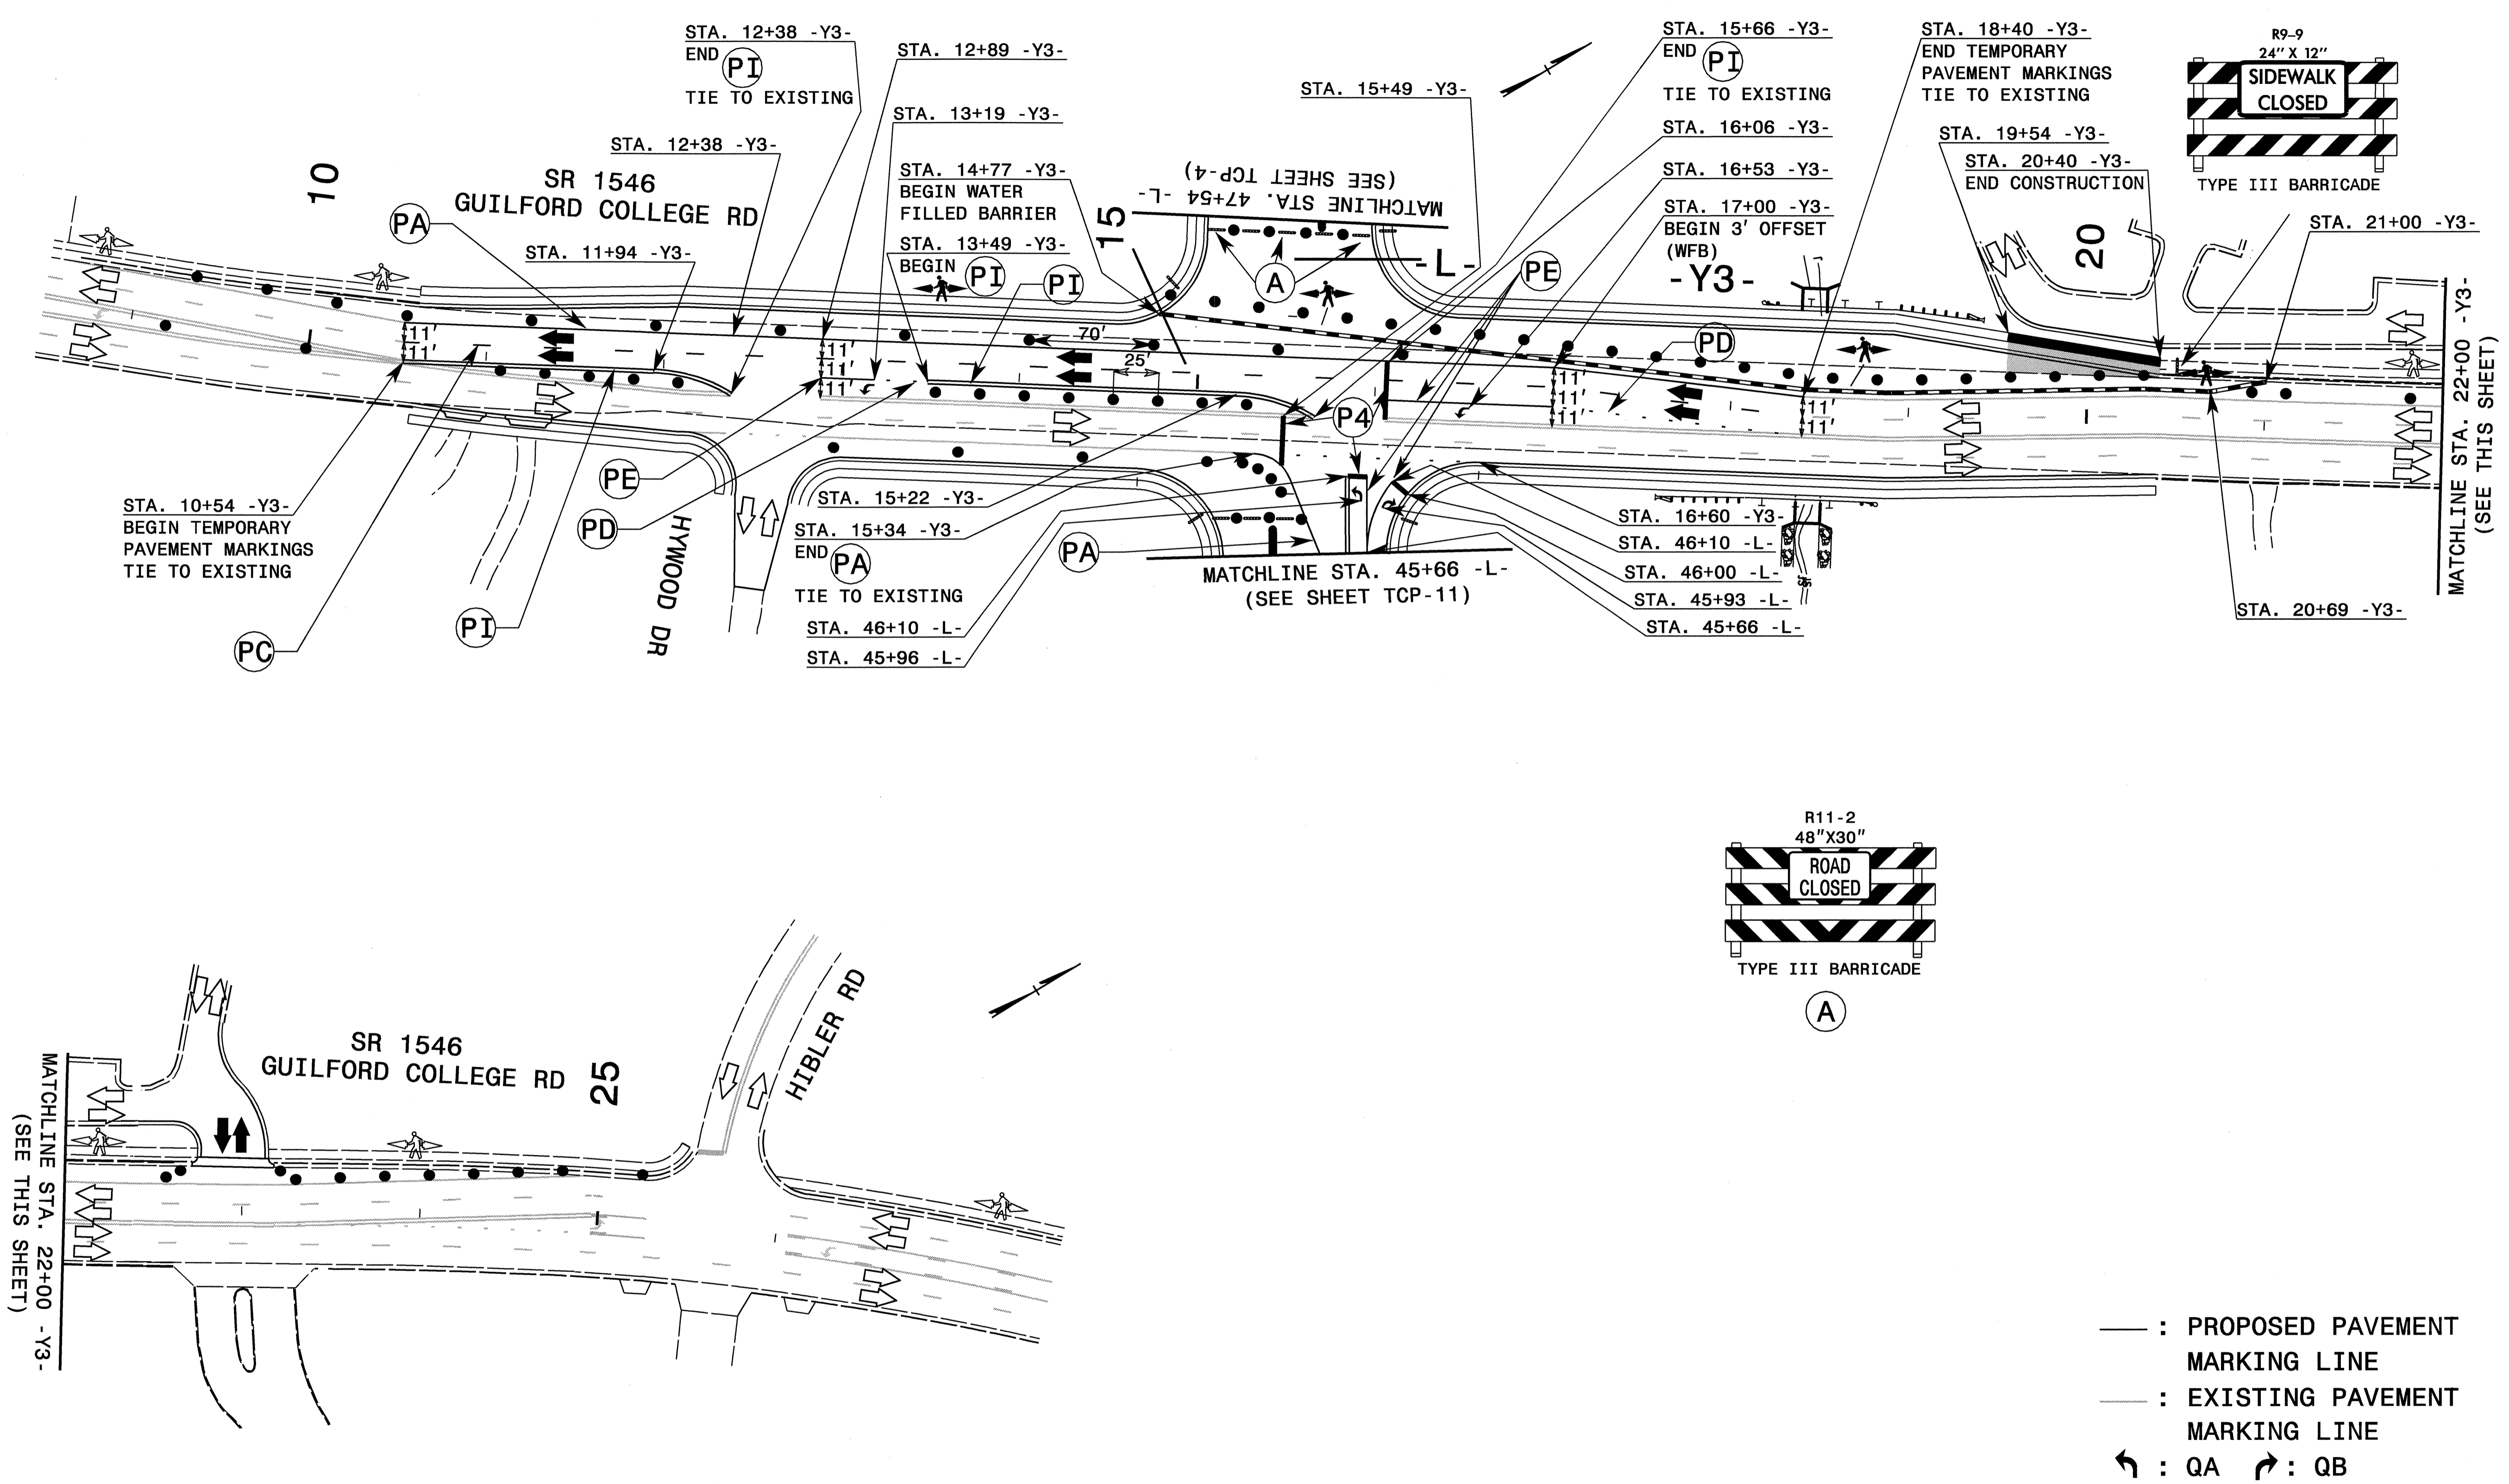 STA. 12+38 -Y3-
END PI
TIE TO EXISTING
STA. 12+89 -Y3-
STA. 13+19 -Y3-
STA. 12+38 -Y3-
STA. 14+77 -Y3-
BEGIN WATER
FILLED BARRIER
STA. 13+49 -Y3-
BEGIN PI
PI
10
SR 1546
GUILFORD COLLEGE RD
PA
STA. 11+94 -Y3-
15
MATCHLINE STA. 47+54 -L-
(SEE SHEET TCP-4)
STA. 15+49 -Y3-
A
-L-
PE
-Y3-
STA. 15+66 -Y3-
END PI
TIE TO EXISTING
STA. 16+06 -Y3-
STA. 16+53 -Y3-
STA. 17+00 -Y3-
BEGIN 3' OFFSET
(WFB)
STA. 18+40 -Y3-
END TEMPORARY
PAVEMENT MARKINGS
TIE TO EXISTING
STA. 19+54 -Y3-
STA. 20+40 -Y3-
END CONSTRUCTION
R9-9
24" X 12"
SIDEWALK
CLOSED
TYPE III BARRICADE
STA. 21+00 -Y3-
20
PD
11'
11'
11'
11'
11'
70'
25'
11'
11'
11'
11'
11'
P4
MATCHLINE STA. 22+00 -Y3-
(SEE THIS SHEET)
STA. 10+54 -Y3-
BEGIN TEMPORARY
PAVEMENT MARKINGS
TIE TO EXISTING
PC
PI
PE
PD
HYWOOD DR
STA. 15+22 -Y3-
STA. 15+34 -Y3-
END PA
TIE TO EXISTING
STA. 46+10 -L-
STA. 45+96 -L-
PA
MATCHLINE STA. 45+66 -L-
(SEE SHEET TCP-11)
STA. 16+60 -Y3-
STA. 46+10 -L-
STA. 46+00 -L-
STA. 45+93 -L-
STA. 45+66 -L-
STA. 20+69 -Y3-
R11-2
48"X30"
ROAD
CLOSED
TYPE III BARRICADE
A
MATCHLINE STA. 22+00 -Y3-
(SEE THIS SHEET)
SR 1546
GUILFORD COLLEGE RD
25
HIBLER RD
: PROPOSED PAVEMENT
MARKING LINE
: EXISTING PAVEMENT
MARKING LINE
: QA : QB